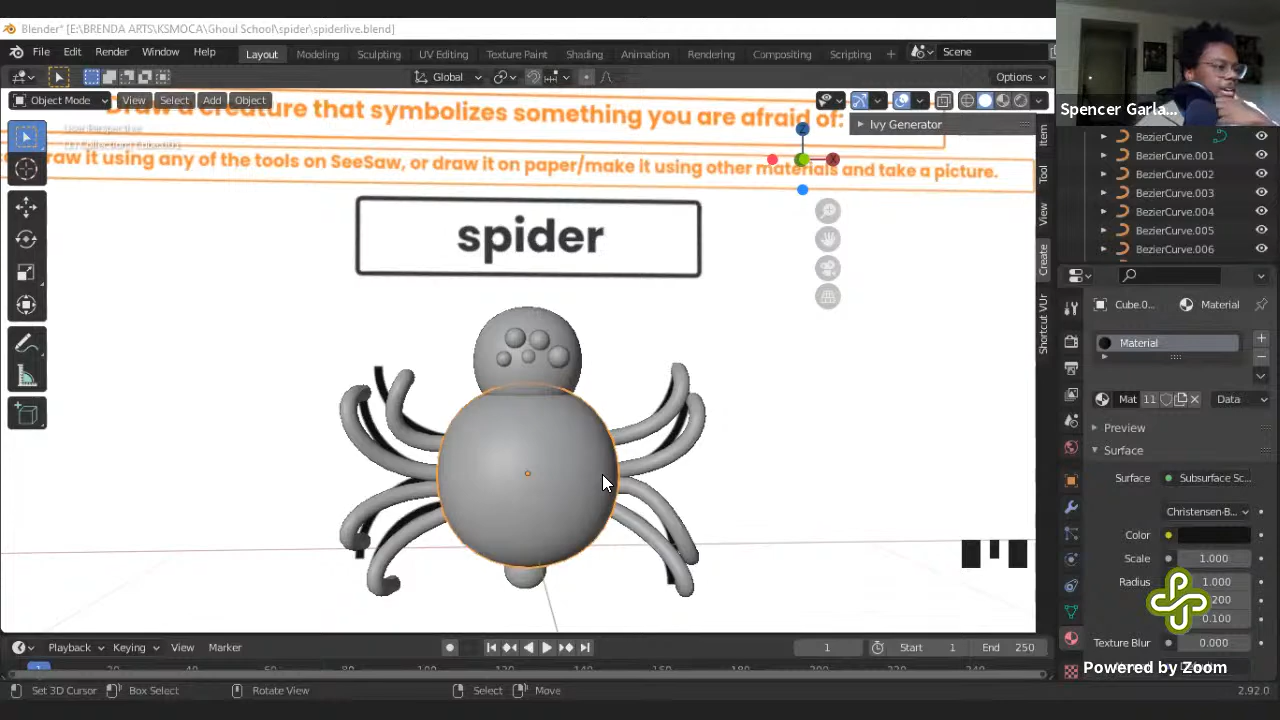 Blender* [E:\BRENDA ARTS\KSMOCA\Ghoul School\spider\spiderlive.blend]
File Edit Render Window Help Layout Modeling Sculpting UV Editing Texture Paint Shading Animation Rendering Compositing Scripting + Scene
Global Options
Object Mode View Select Add Object
Spencer Garla...
Draw a creature that symbolizes something you are afraid of:
Ivy Generator
raw it using any of the tools on SeeSaw, or draw it on paper/make it using other materials and take a picture.
spider
Z
X
Item
Tool
View
Create
Shortcut VUr
BezierCurve
BezierCurve.001
BezierCurve.002
BezierCurve.003
BezierCurve.004
BezierCurve.005
BezierCurve.006
Cube.0... Material
Material
Mat 11 Data
Preview
Surface
Surface Subsurface Sc...
Christensen-B...
Color
Scale 1.000
Radius 1.000
200
0.100
Texture Blur 0.000
Powered by Zoom
Playback Keying View Marker 1 Start 1 End 250
1
Set 3D Cursor Box Select Rotate View Select Move 2.92.0